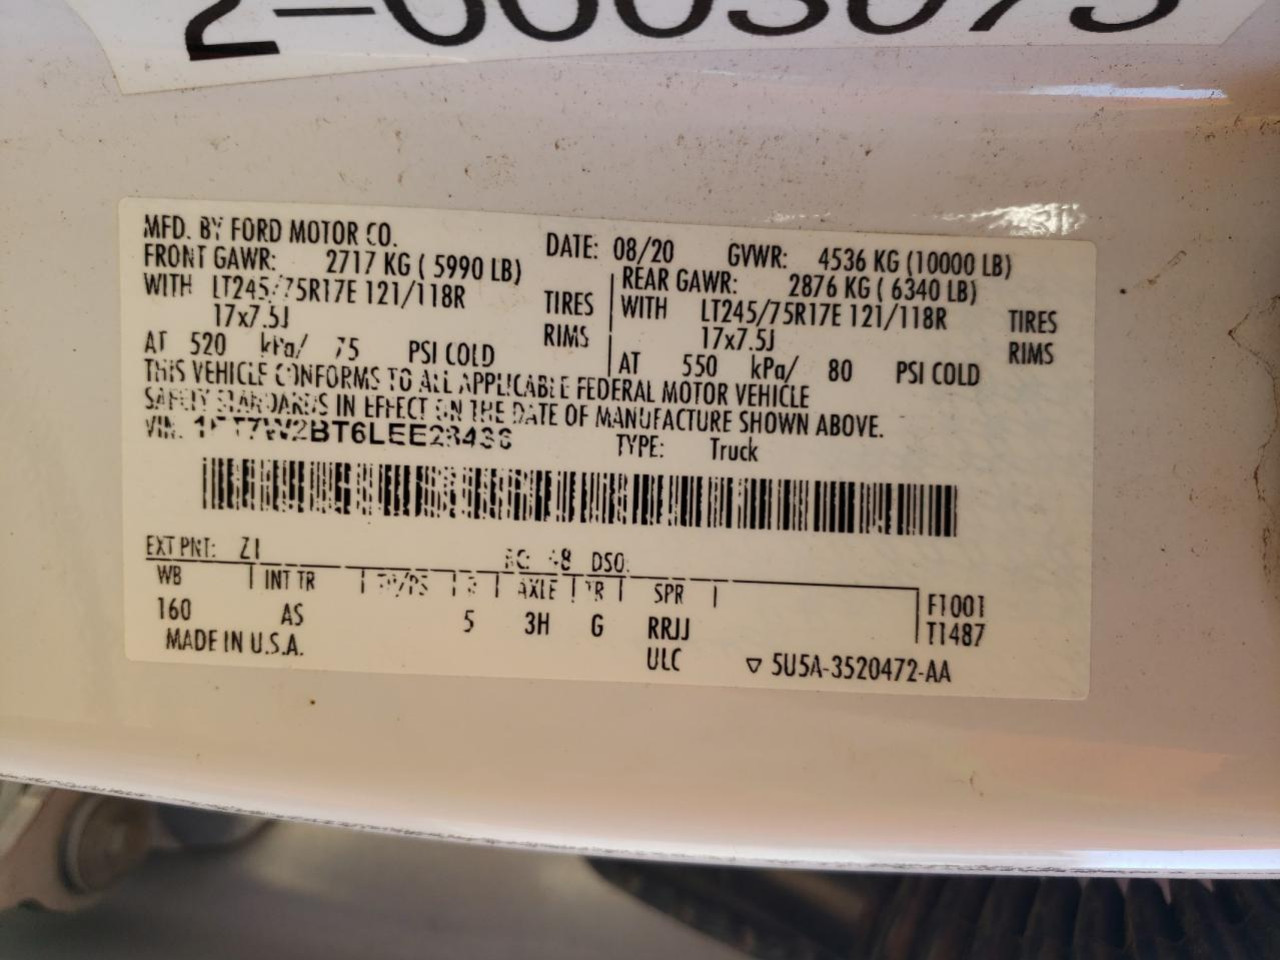 MFD. BY FORD MOTOR CO. DATE: 08/20 GVWR: 4536 KG (10000 LB)
FRONT GAWR: 2717 KG ( 5990 LB) REAR GAWR: 2876 KG ( 6340 LB)
WITH LT245/75R17E 121/118R TIRES WITH LT245/75R17E 121/118R TIRES
17x7.5J RIMS 17x7.5J RIMS
AT 520 kPa/ 75 PSI COLD AT 550 kPa/ 80 PSI COLD
THIS VEHICLE CONFORMS TO ALL APPLICABLE FEDERAL MOTOR VEHICLE
SAFETY STANDARDS IN EFFECT ON THE DATE OF MANUFACTURE SHOWN ABOVE.
VIN: TYPE: Truck
EXT PNT: Z1 DSO:
WB INT TR AXLE TR SPR F1001
160 AS 5 3H G RRJJ T1487
MADE IN U.S.A. ULC ▽ 5U5A-3520472-AA